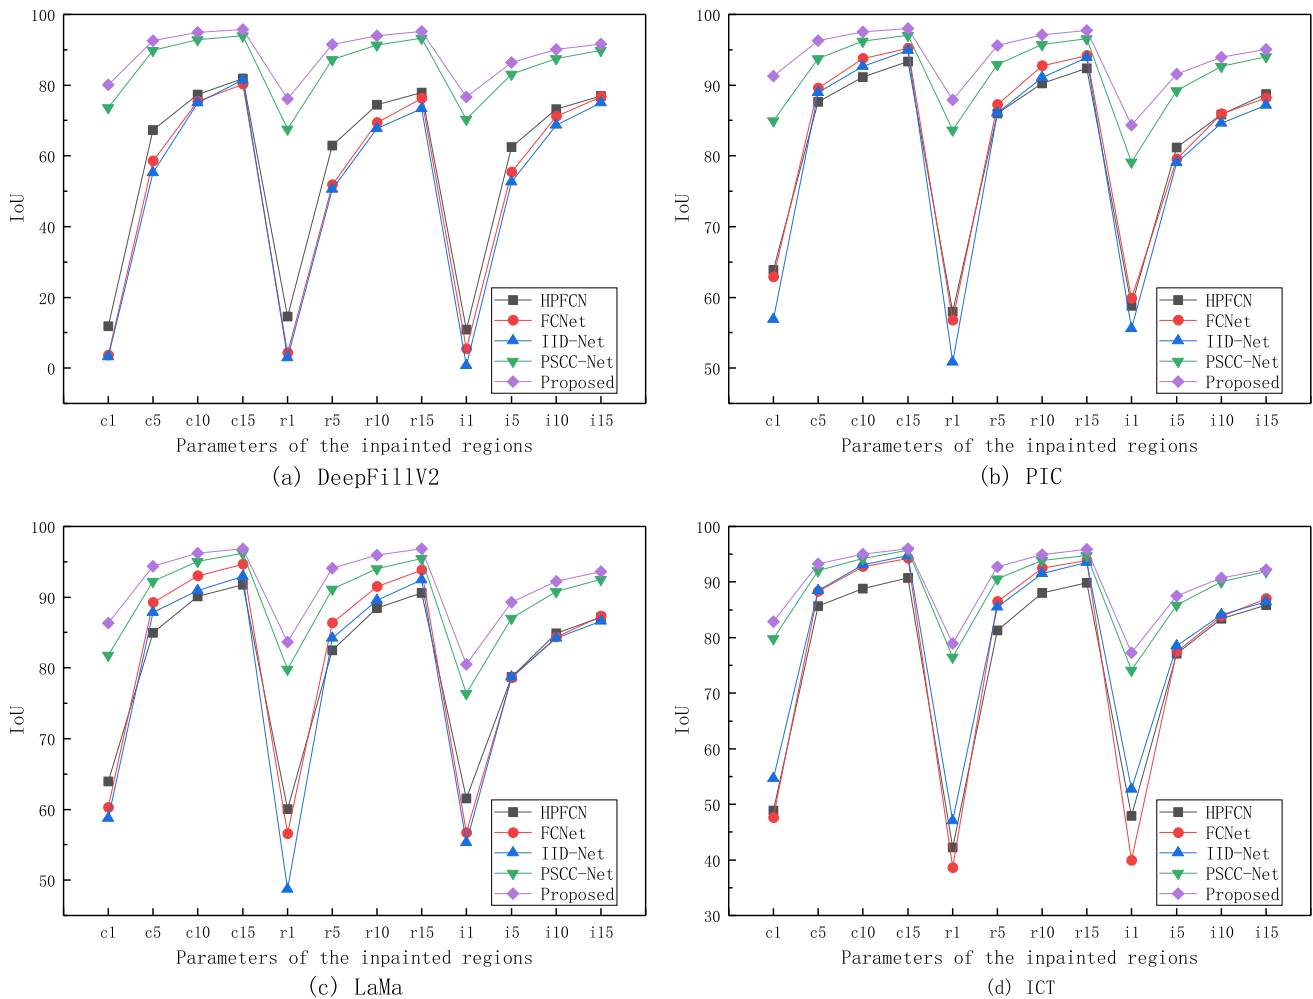 100
80
60
40
20
0
IoU
HPFCN
FCNet
IID-Net
PSCC-Net
Proposed
c1 c5 c10 c15 r1 r5 r10 r15 i1 i5 i10 i15
Parameters of the inpainted regions
(a) DeepFillV2
100
90
80
70
60
50
IoU
HPFCN
FCNet
IID-Net
PSCC-Net
Proposed
c1 c5 c10 c15 r1 r5 r10 r15 i1 i5 i10 i15
Parameters of the inpainted regions
(b) PIC
100
90
80
70
60
50
IoU
HPFCN
FCNet
IID-Net
PSCC-Net
Proposed
c1 c5 c10 c15 r1 r5 r10 r15 i1 i5 i10 i15
Parameters of the inpainted regions
(c) LaMa
100
90
80
70
60
50
40
30
IoU
HPFCN
FCNet
IID-Net
PSCC-Net
Proposed
c1 c5 c10 c15 r1 r5 r10 r15 i1 i5 i10 i15
Parameters of the inpainted regions
(d) ICT